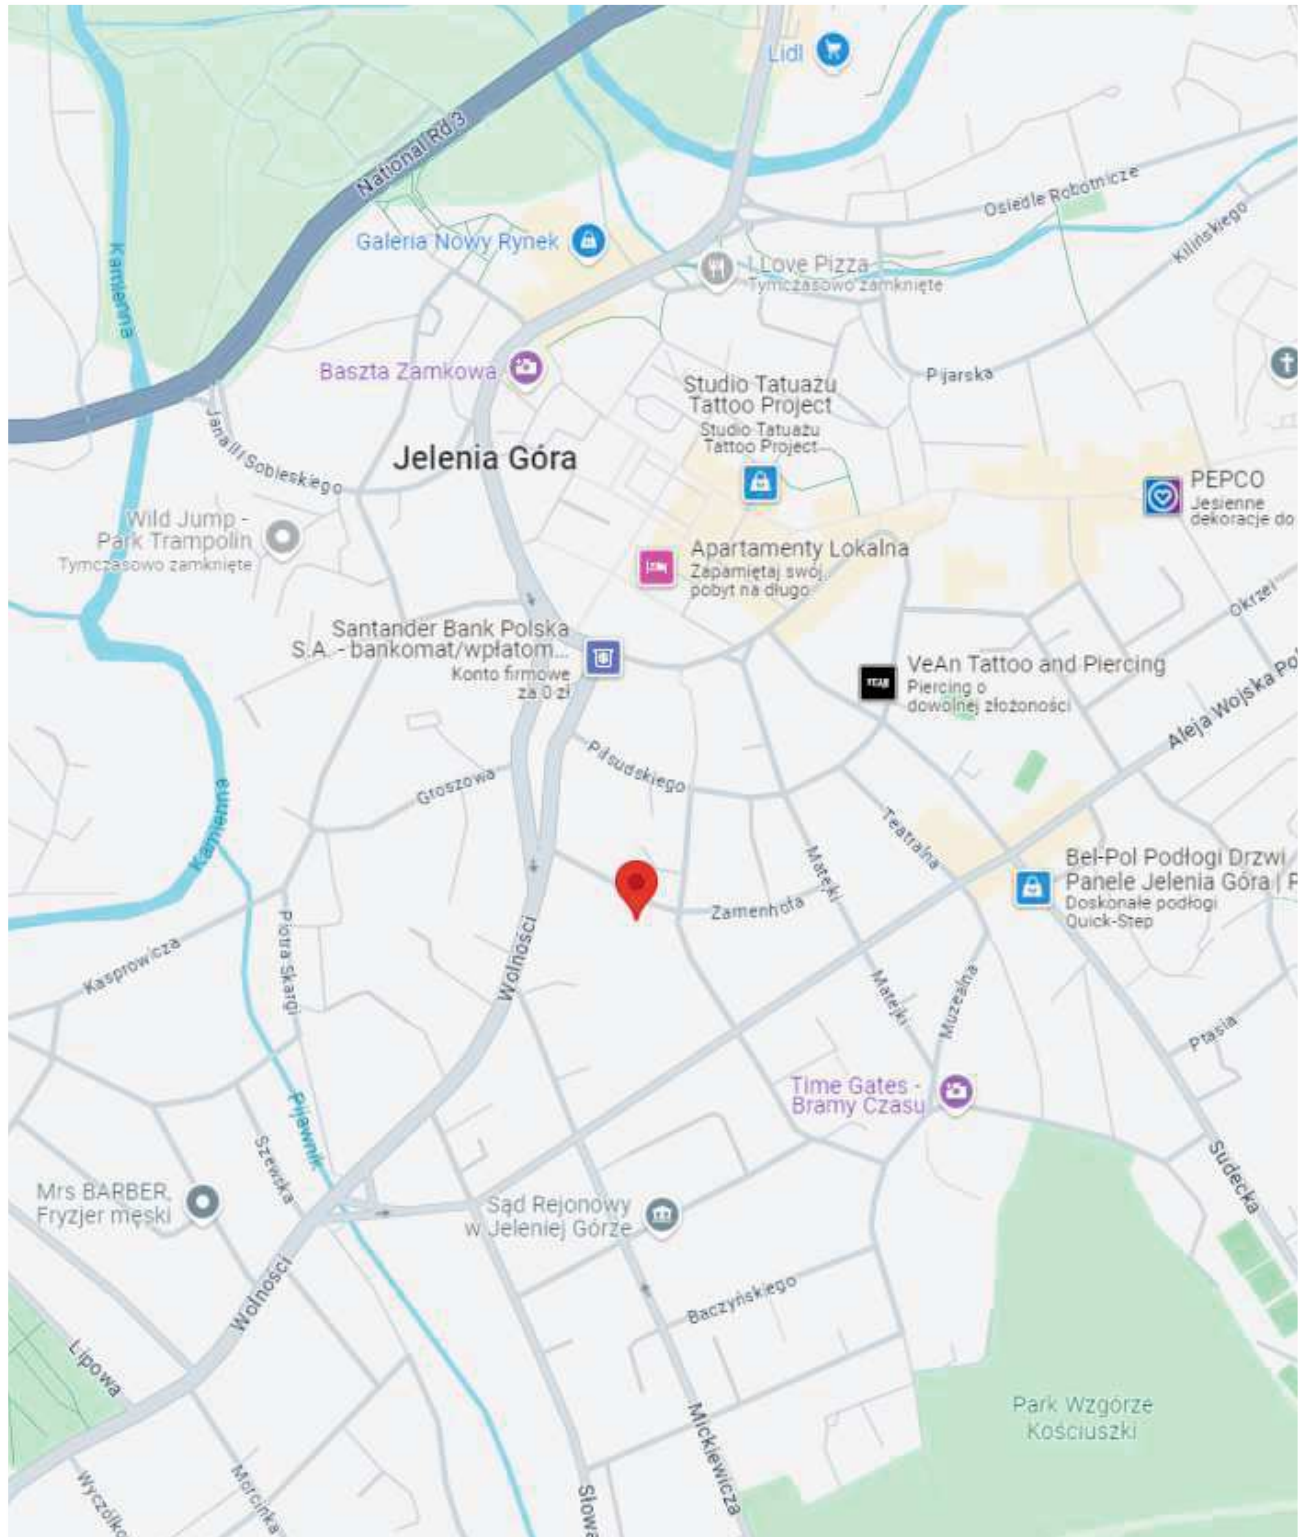 Lidl
National Rd 3
Osiedle Robotnicze
Kilińskiego
Kamienna
Galeria Nowy Rynek
I Love Pizza
Tymczasowo zamknięte
Baszta Zamkowa
Pijarska
Studio Tatuażu
Tattoo Project
Studio Tatuażu
Tattoo Project
Jana III Sobieskiego
Jelenia Góra
PEPCO
Jesienne
dekoracje do
Wild Jump -
Park Trampolin
Tymczasowo zamknięte
Apartamenty Lokalna
Zapamiętaj swój
pobyt na długo
Okrzei
Santander Bank Polska
S.A. - bankomat/wpłatom...
Konto firmowe
za 0 zł
VeAn Tattoo and Piercing
Piercing o
dowolnej złożoności
VEAN
Aleja Wojska Pol
Piłsudskiego
Groszowa
Kamienna
Teatralna
Matejki
Bel-Pol Podłogi Drzwi
Panele Jelenia Góra | P
Doskonałe podłogi
Quick-Step
Zamenhofa
Kasprowicza
Piotra Skargi
Wolności
Matejki
Muzealna
Ptasia
Time Gates -
Bramy Czasu
Pijawnik
Szewska
Sudecka
Mrs BARBER,
Fryzjer męski
Sąd Rejonowy
w Jeleniej Górze
Wolności
Baczyńskiego
Lipowa
Park Wzgórze
Kościuszki
Mickiewicza
Wyczółko
Morcinka
Słowa